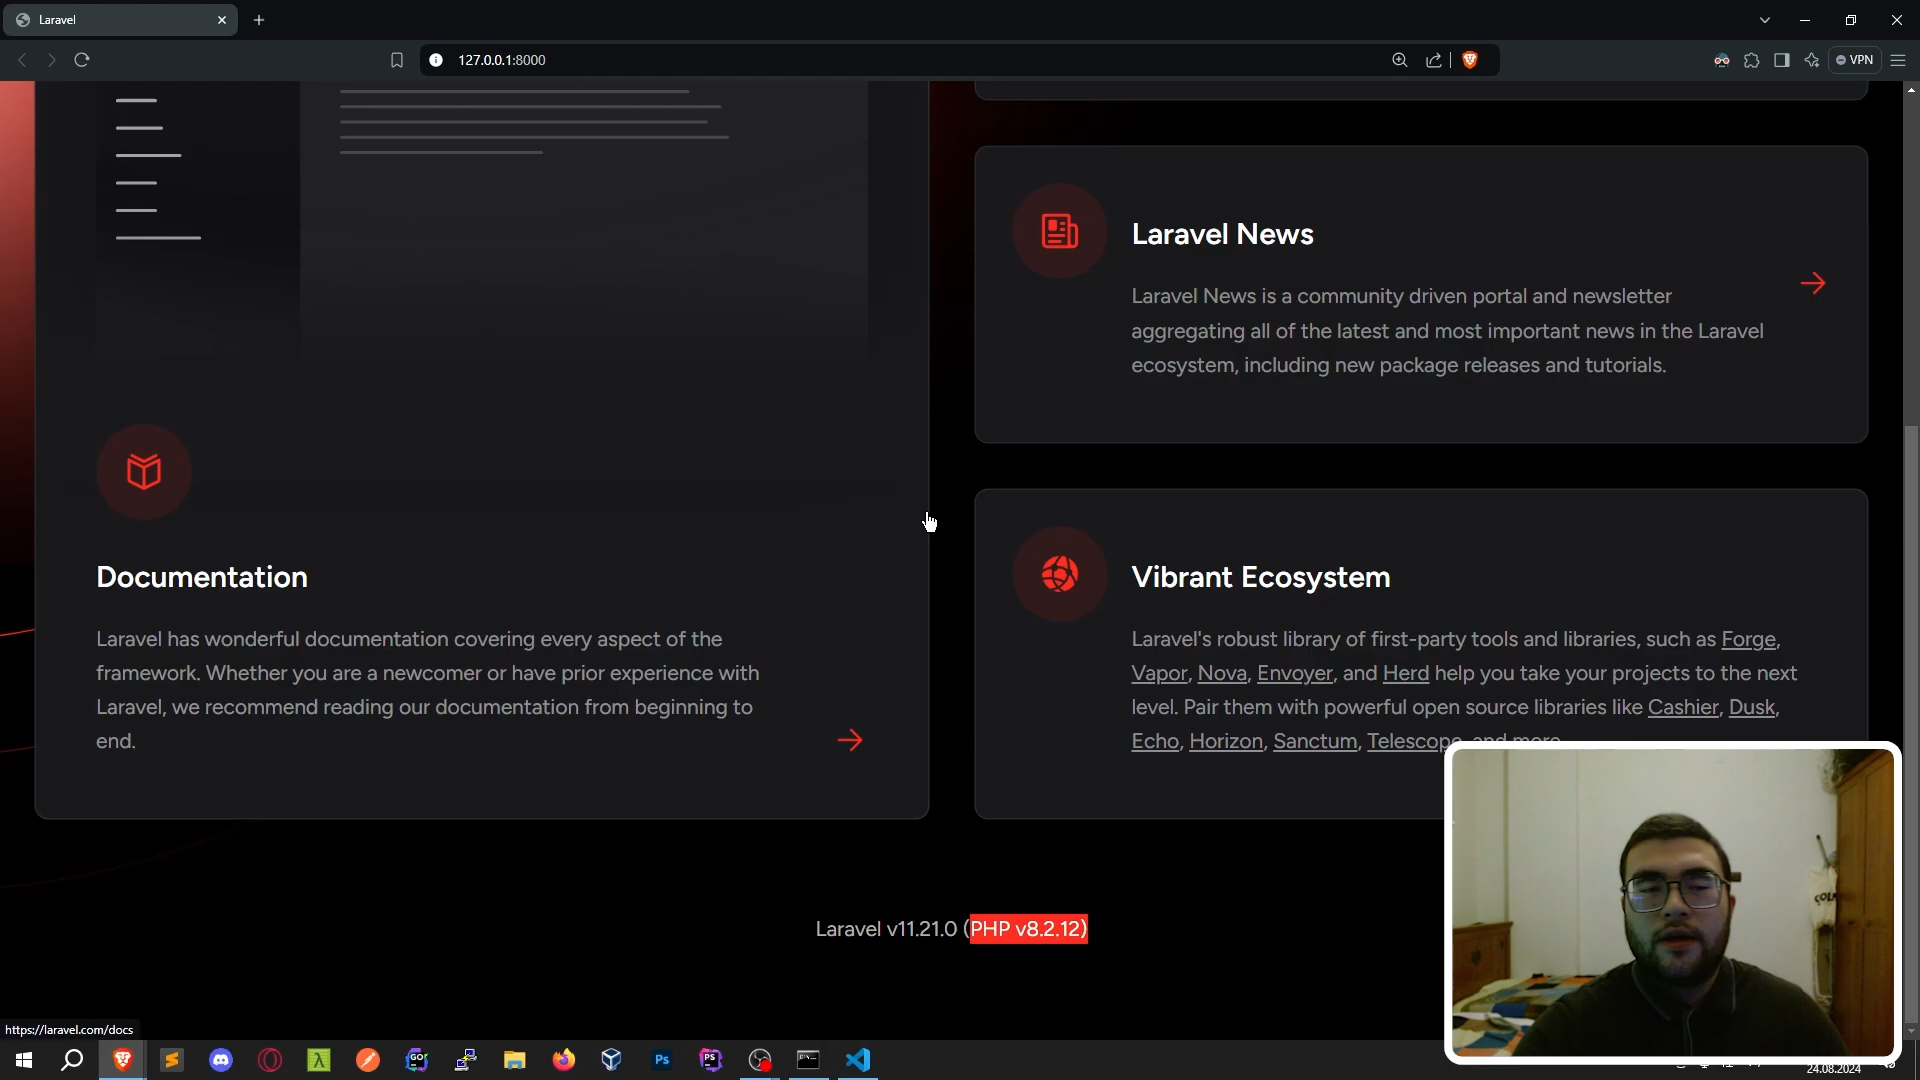 Laravel
127.0.0.1:8000
VPN
Laravel News
Laravel News is a community driven portal and newsletter
aggregating all of the latest and most important news in the Laravel
ecosystem, including new package releases and tutorials.
Documentation
Laravel has wonderful documentation covering every aspect of the
framework. Whether you are a newcomer or have prior experience with
Laravel, we recommend reading our documentation from beginning to
end.
Vibrant Ecosystem
Laravel's robust library of first-party tools and libraries, such as Forge,
Vapor, Nova, Envoyer, and Herd help you take your projects to the next
level. Pair them with powerful open source libraries like Cashier, Dusk,
Echo, Horizon, Sanctum, Telescope, and more.
Laravel v11.21.0 (PHP v8.2.12)
https://laravel.com/docs
GO
Ps
PS
24.08.2024